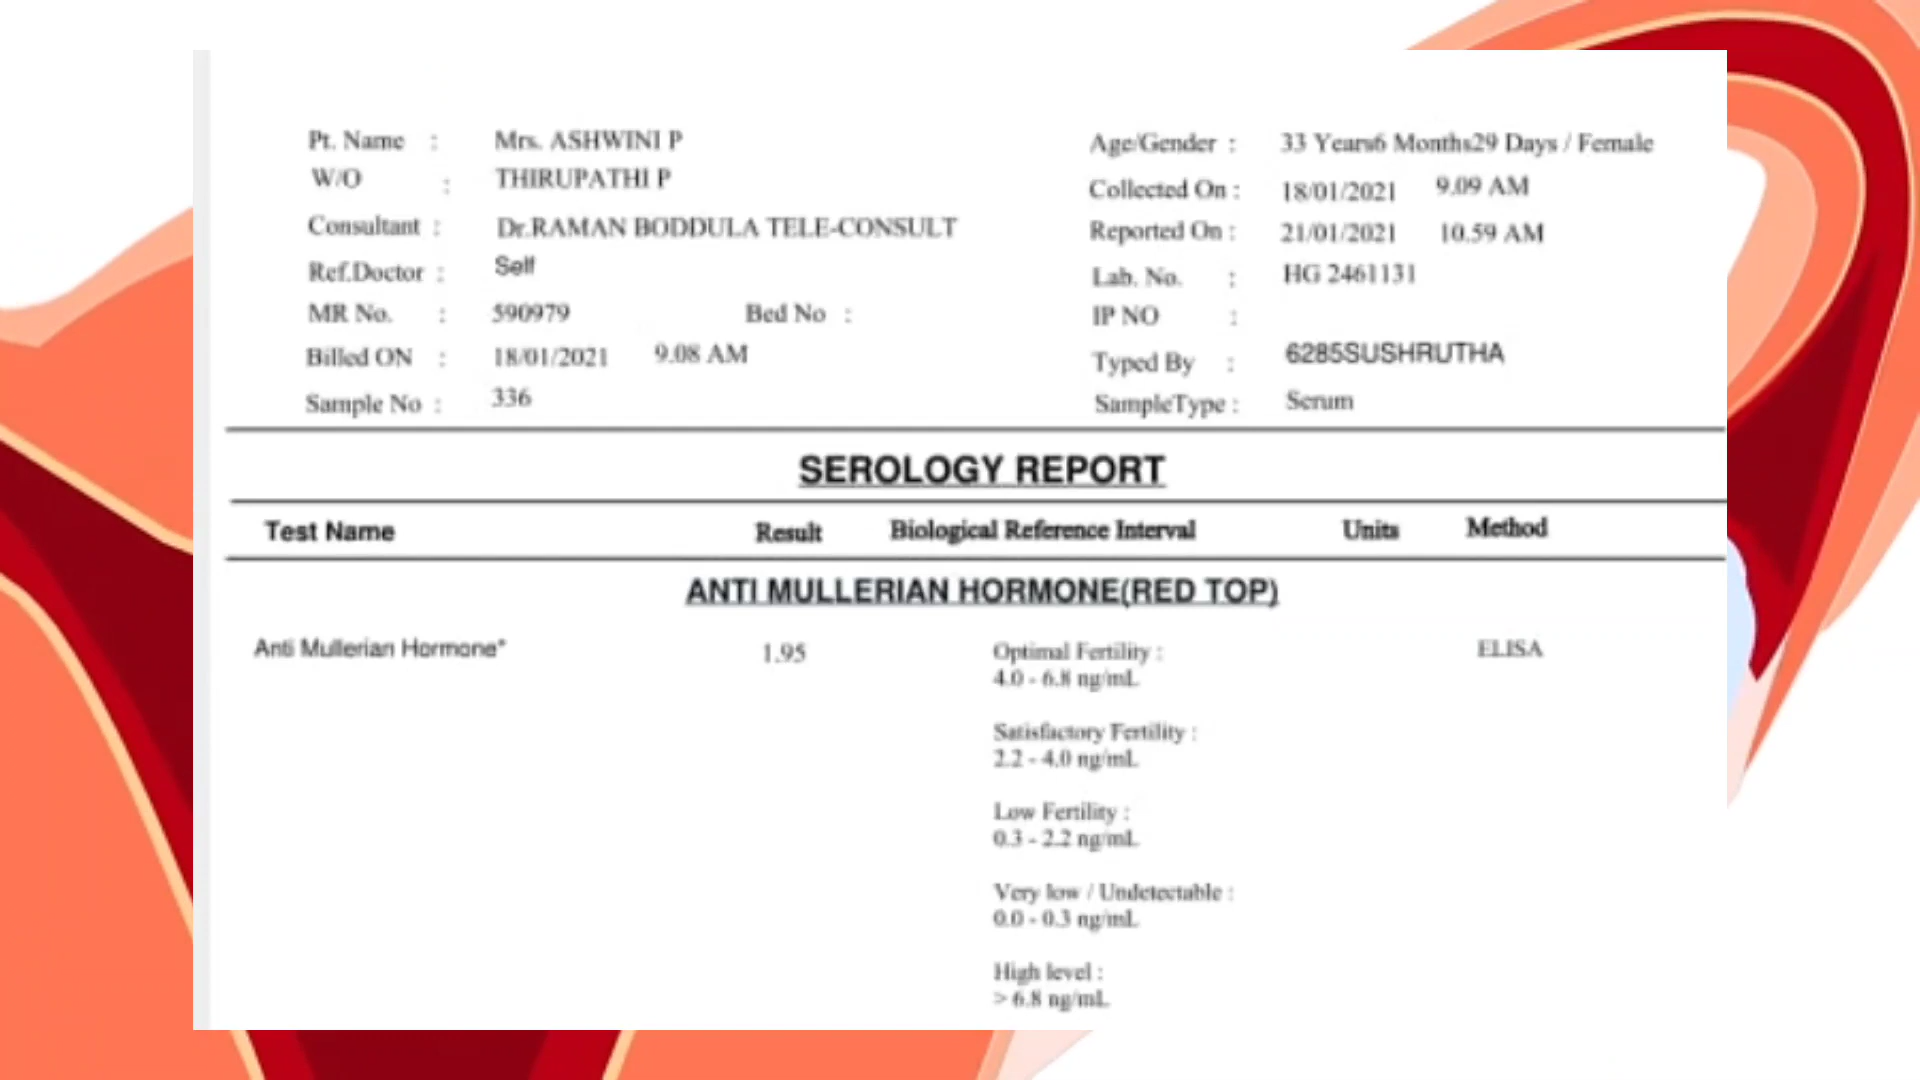 Pt. Name : Mrs. ASHWINI P Age/Gender : 33 Years6 Months29 Days / Female
W/O : THIRUPATHI P Collected On : 18/01/2021 9.09 AM
Consultant : Dr.RAMAN BODDULA TELE-CONSULT Reported On : 21/01/2021 10.59 AM
Ref.Doctor : Self Lab. No. : HG 2461131
MR No. : 590979 Bed No : IP NO :
Billed ON : 18/01/2021 9.08 AM Typed By : 6285SUSHRUTHA
Sample No : 336 SampleType : Serum
SEROLOGY REPORT
Test Name Result Biological Reference Interval Units Method
ANTI MULLERIAN HORMONE(RED TOP)
Anti Mullerian Hormone* 1.95 Optimal Fertility : ELISA
4.0 - 6.8 ng/mL
Satisfactory Fertility :
2.2 - 4.0 ng/mL
Low Fertility :
0.3 - 2.2 ng/mL
Very low / Undetectable :
0.0 - 0.3 ng/mL
High level :
> 6.8 ng/mL